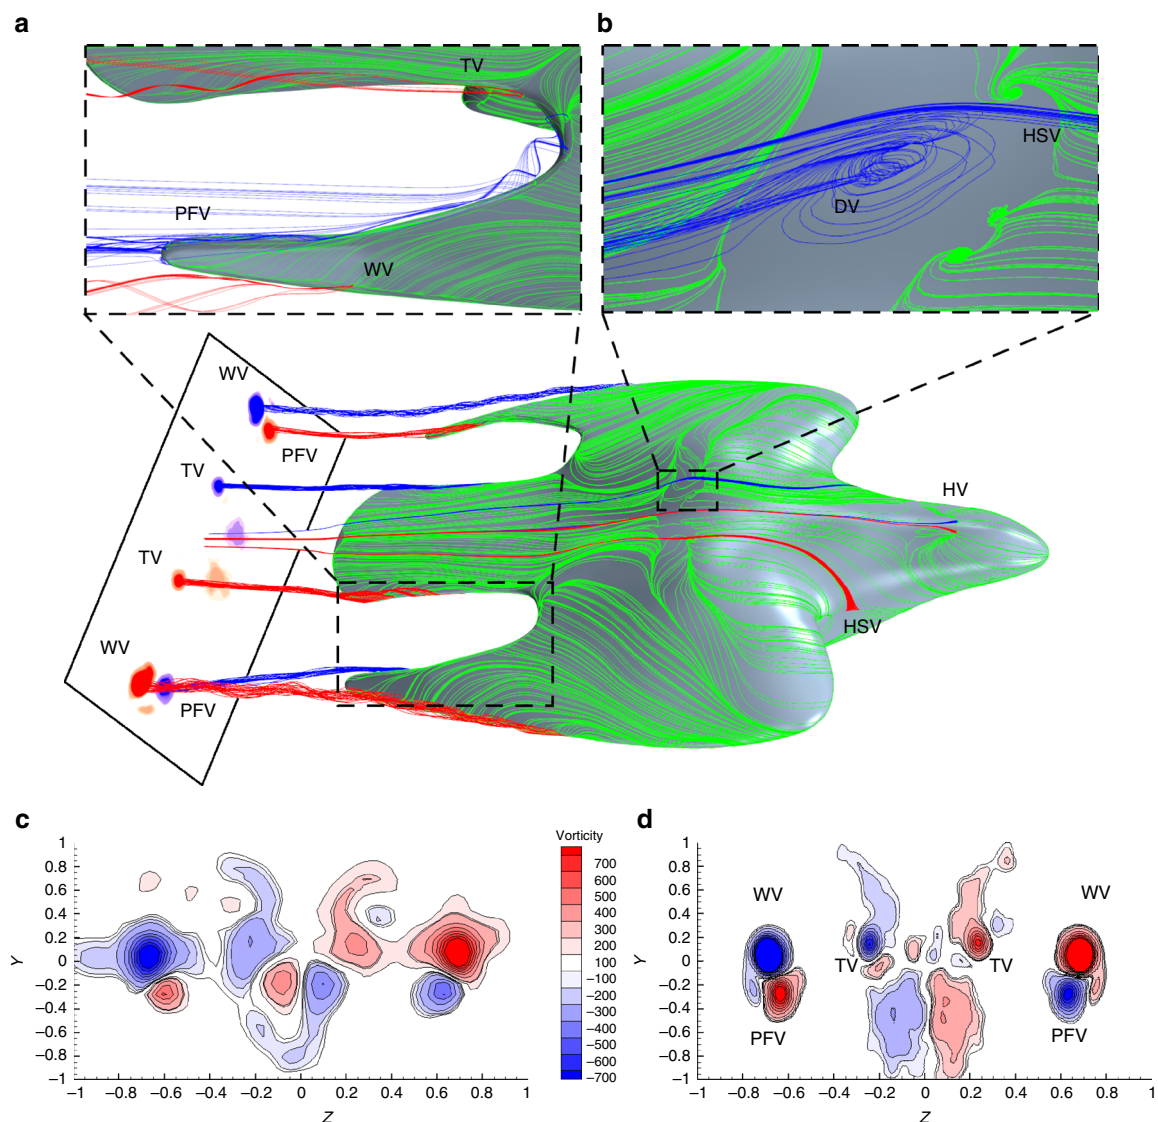 a
b
TV
PFV
WV
HSV
DV
WV
PFV
TV
TV
WV
PFV
HV
HSV
c
1
0.8
0.6
0.4
0.2
0
−0.2
−0.4
−0.6
−0.8
−1
Y
−0.8 −0.6 −0.4 −0.2 0 0.2 0.4 0.6 0.8 1
Z
Vorticity
700
600
500
400
300
200
100
−100
−200
−300
−400
−500
−600
−700
d
1
0.8
0.6
0.4
0.2
0
−0.2
−0.4
−0.6
−0.8
−1
Y
WV
WV
TV
TV
PFV
PFV
−1 −0.8 −0.6 −0.4 −0.2 0 0.2 0.4 0.6 0.8 1
Z